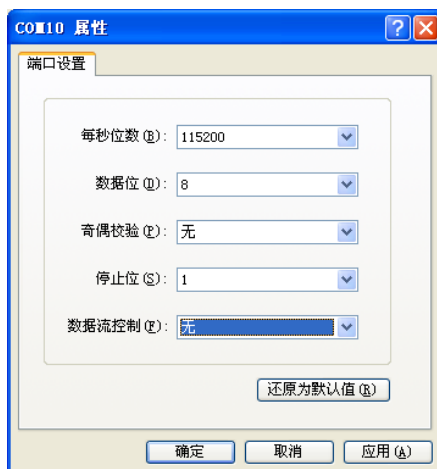 COM10 属性
端口设置
每秒位数(B): 115200
数据位(D): 8
奇偶校验(P): 无
停止位(S): 1
数据流控制(F): 无
还原为默认值(R)
确定 取消 应用(A)